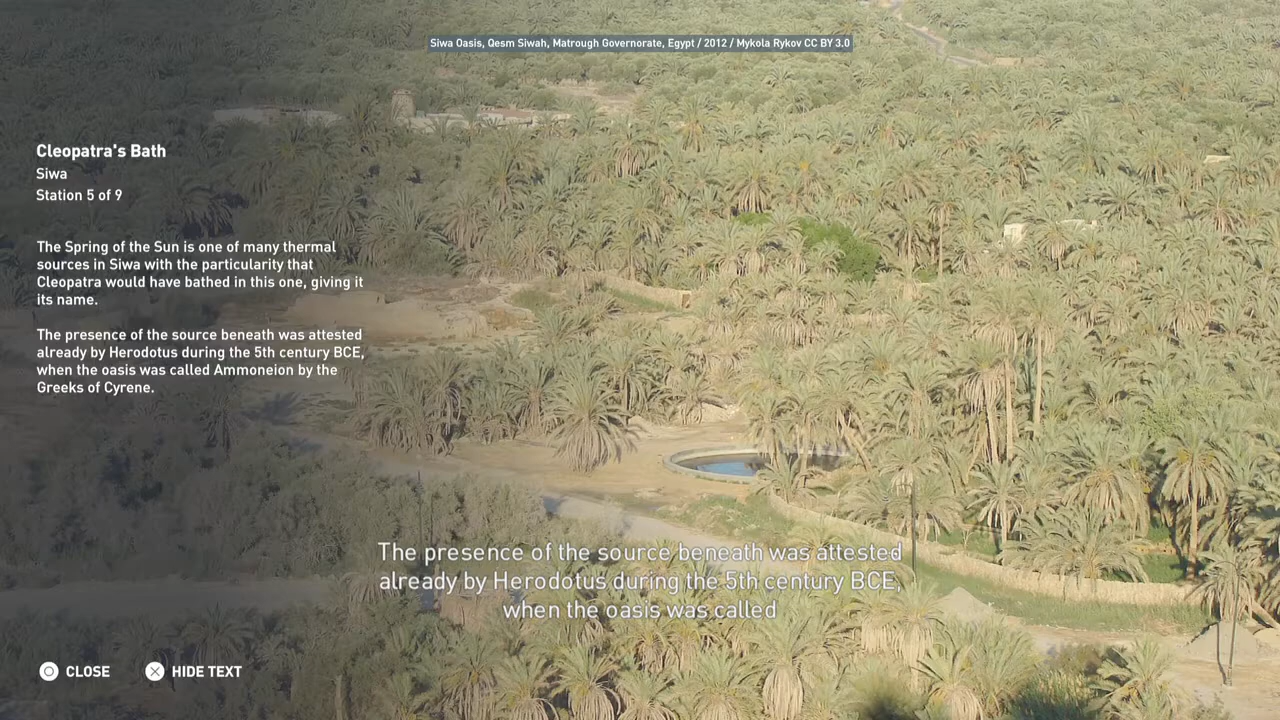 Siwa Oasis, Qesm Siwah, Matrough Governorate, Egypt / 2012 / Mykola Rykov CC BY 3.0
Cleopatra's Bath
Siwa
Station 5 of 9
The Spring of the Sun is one of many thermal
sources in Siwa with the particularity that
Cleopatra would have bathed in this one, giving it
its name.
The presence of the source beneath was attested
already by Herodotus during the 5th century BCE,
when the oasis was called Ammoneion by the
Greeks of Cyrene.
The presence of the source beneath was attested
already by Herodotus during the 5th century BCE,
when the oasis was called
CLOSE
HIDE TEXT